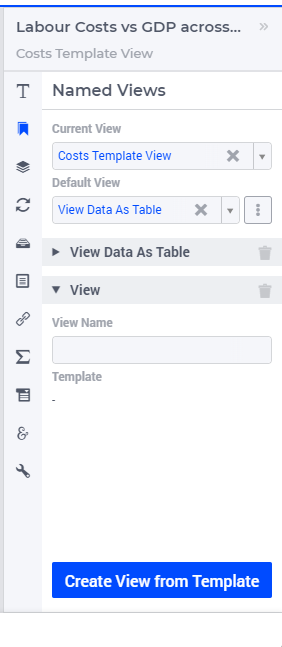 Labour Costs vs GDP across...
Costs Template View
Named Views
Current View
Costs Template View
Default View
View Data As Table
View Data As Table
View
View Name
Template
-
Create View from Template